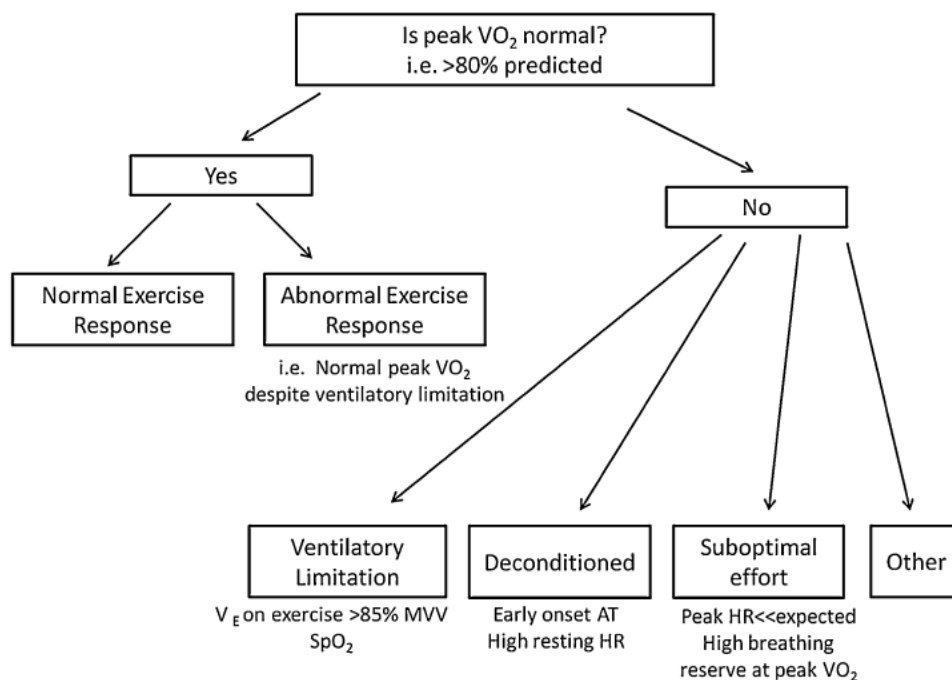 Is peak VO₂ normal?
i.e. >80% predicted
Yes
No
Normal Exercise
Response
Abnormal Exercise
Response
i.e. Normal peak VO₂
despite ventilatory limitation
Ventilatory
Limitation
V E on exercise >85% MVV
SpO₂
Deconditioned
Early onset AT
High resting HR
Suboptimal
effort
Peak HR<<expected
High breathing
reserve at peak VO₂
Other